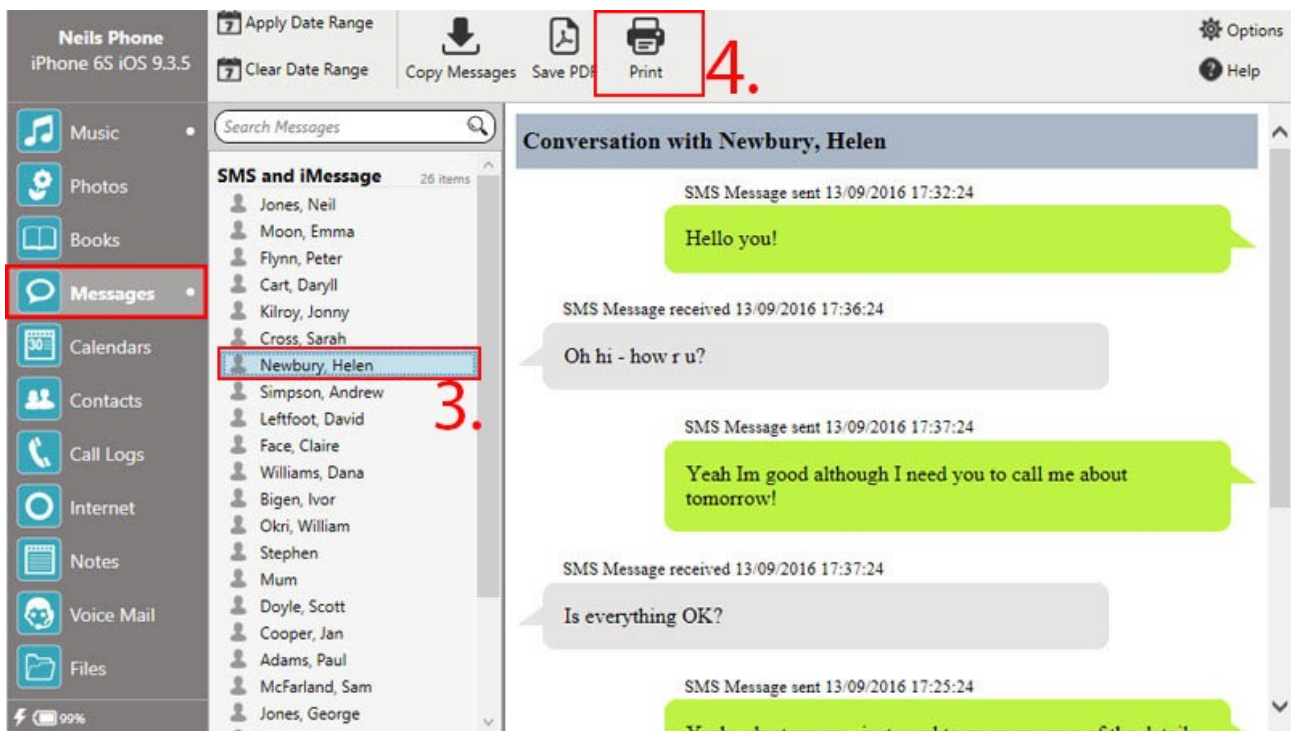 Neils Phone
iPhone 6S iOS 9.3.5
7 Apply Date Range
7 Clear Date Range
Copy Messages
Save PDF
Print
4.
Options
? Help
Music
Photos
Books
Messages
30 Calendars
Contacts
Call Logs
Internet
Notes
Voice Mail
Files
99%
Search Messages
SMS and iMessage 26 items
Jones, Neil
Moon, Emma
Flynn, Peter
Cart, Daryll
Kilroy, Jonny
Cross, Sarah
Newbury, Helen
3.
Simpson, Andrew
Leftfoot, David
Face, Claire
Williams, Dana
Bigen, Ivor
Okri, William
Stephen
Mum
Doyle, Scott
Cooper, Jan
Adams, Paul
McFarland, Sam
Jones, George
Conversation with Newbury, Helen
SMS Message sent 13/09/2016 17:32:24
Hello you!
SMS Message received 13/09/2016 17:36:24
Oh hi - how r u?
SMS Message sent 13/09/2016 17:37:24
Yeah Im good although I need you to call me about
tomorrow!
SMS Message received 13/09/2016 17:37:24
Is everything OK?
SMS Message sent 13/09/2016 17:25:24